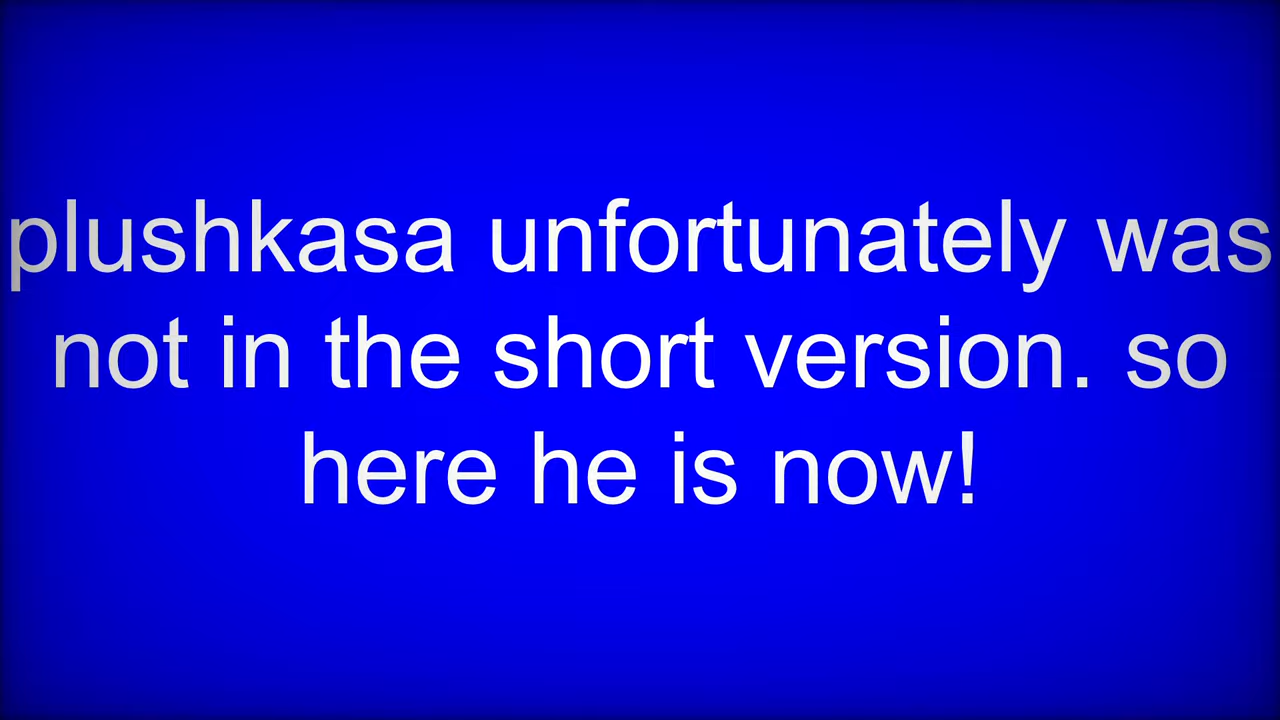 plushkasa unfortunately was
not in the short version. so
here he is now!